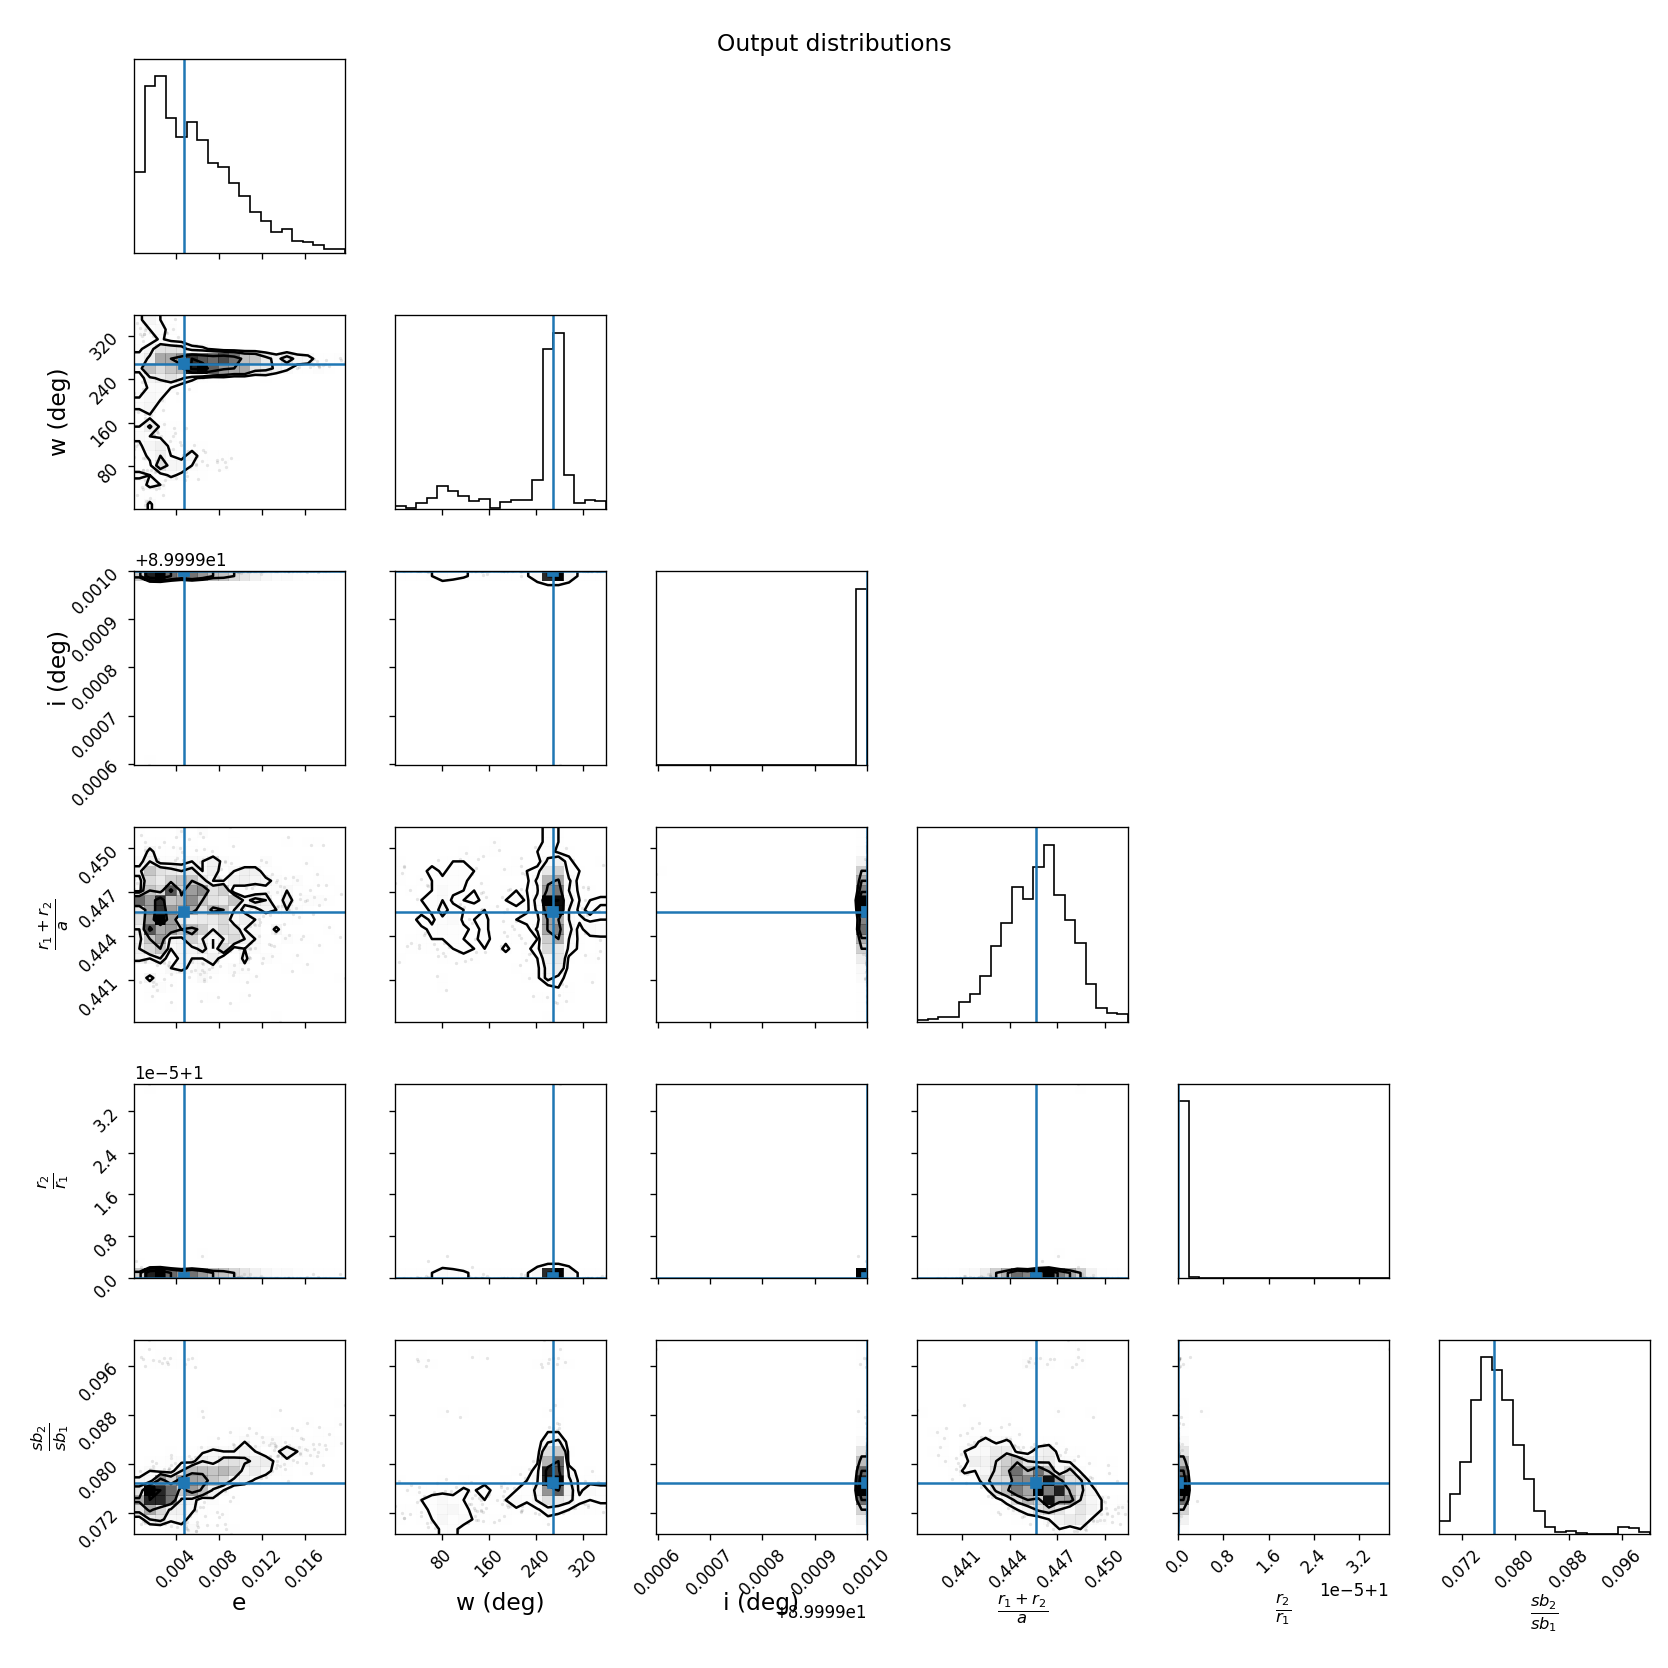 Output distributions
w (deg)
320
240
160
80
+8.9999e1
i (deg)
0.0010
0.0009
0.0008
0.0007
0.0006
r₁+r₂
a
0.450
0.447
0.444
0.441
1e−5+1
r₂
r₁
3.2
2.4
1.6
0.8
0.0
sb₂
sb₁
0.096
0.088
0.080
0.072
0.004 0.008 0.012 0.016 80 160 240 320 0.0006 0.0007 0.0008 0.0009 0.0010 0.441 0.444 0.447 0.450 0.0 0.8 1.6 2.4 3.2 0.072 0.080 0.088 0.096
+8.9999e1 1e−5+1
e w (deg) i (deg) r₁+r₂ r₂ sb₂
a r₁ sb₁